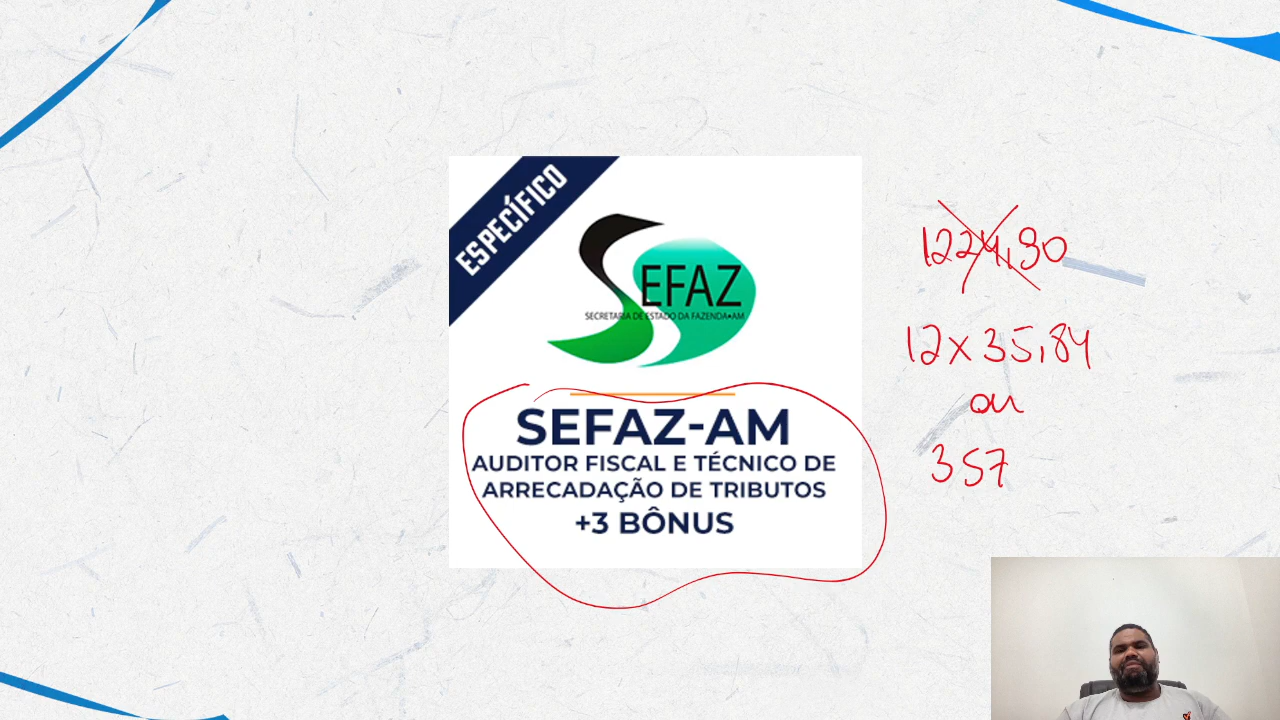 ESPECÍFICO
SEFAZ
SECRETARIA DE ESTADO DA FAZENDA•AM
SEFAZ-AM
AUDITOR FISCAL E TÉCNICO DE
ARRECADAÇÃO DE TRIBUTOS
+3 BÔNUS
1224,90
12x35,84
ou
357